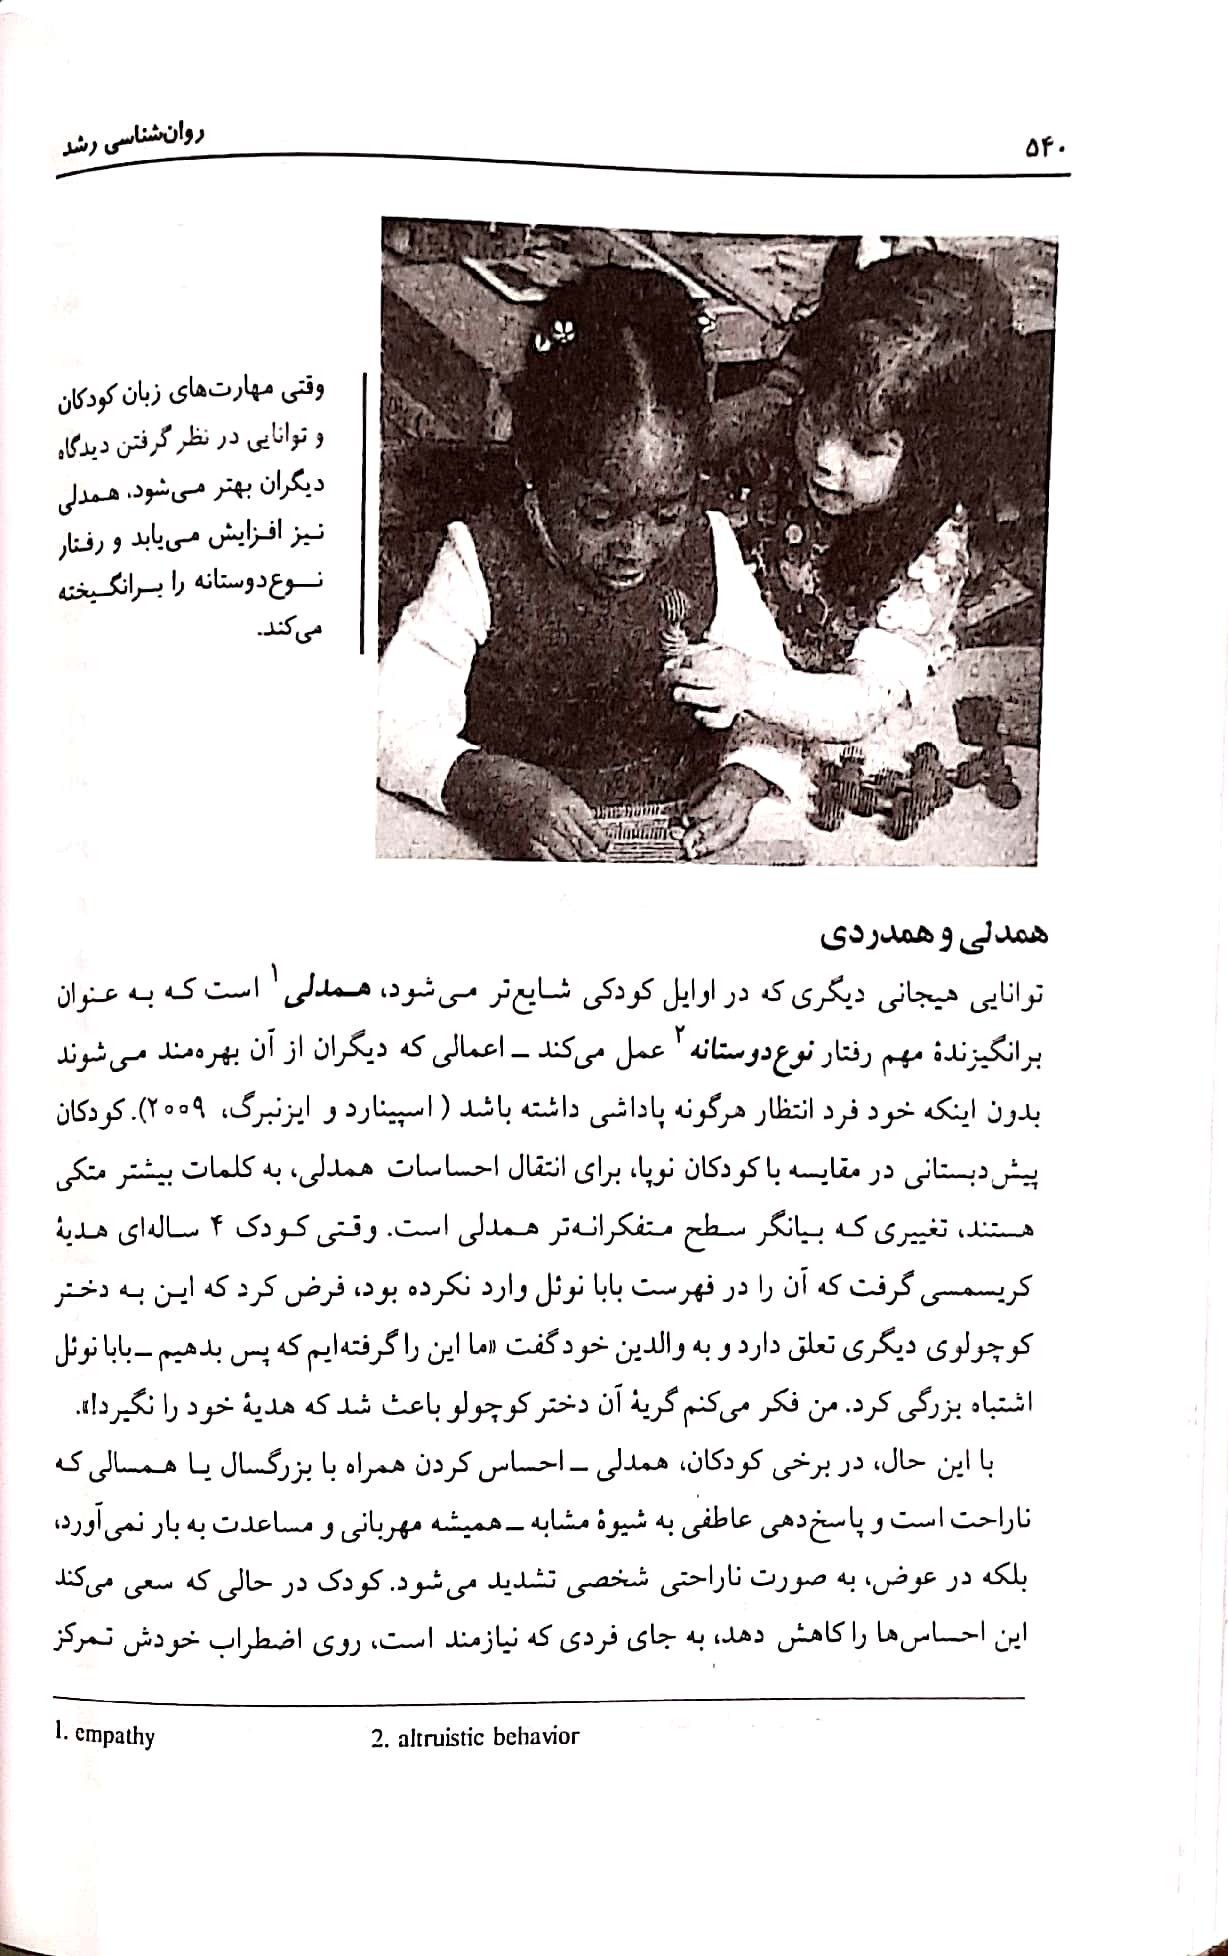 ۵۴۰
روان‌شناسی رشد
وقتی مهارت‌های زبان کودکان
و توانایی در نظر گرفتن دیدگاه
دیگران بهتر می‌شود، همدلی
نیز افزایش می‌یابد و رفتار
نوع‌دوستانه را برانگیخته
می‌کند.
همدلی و همدردی
توانایی هیجانی دیگری که در اوایل کودکی شایع‌تر می‌شود، همدلی۱ است که به عنوان
برانگیزندهٔ مهم رفتار نوع‌دوستانه۲ عمل می‌کند ـ اعمالی که دیگران از آن بهره‌مند می‌شوند
بدون اینکه خود فرد انتظار هرگونه پاداشی داشته باشد (اسپینارد و ایزنبرگ، ۲۰۰۹). کودکان
پیش‌دبستانی در مقایسه با کودکان نوپا، برای انتقال احساسات همدلی، به کلمات بیشتر متکی
هستند، تغییری که بیانگر سطح متفکرانه‌تر همدلی است. وقتی کودک ۴ ساله‌ای هدیهٔ
کریسمسی گرفت که آن را در فهرست بابا نوئل وارد نکرده بود، فرض کرد که این به دختر
کوچولوی دیگری تعلق دارد و به والدین خود گفت «ما این را گرفته‌ایم که پس بدهیم ـ بابا نوئل
اشتباه بزرگی کرد. من فکر می‌کنم گریهٔ آن دختر کوچولو باعث شد که هدیهٔ خود را نگیرد!».
با این حال، در برخی کودکان، همدلی ـ احساس کردن همراه با بزرگسال یا همسالی که
ناراحت است و پاسخ‌دهی عاطفی به شیوهٔ مشابه ـ همیشه مهربانی و مساعدت به بار نمی‌آورد،
بلکه در عوض، به صورت ناراحتی شخصی تشدید می‌شود. کودک در حالی که سعی می‌کند
این احساس‌ها را کاهش دهد، به جای فردی که نیازمند است، روی اضطراب خودش تمرکز
1. empathy 2. altruistic behavior